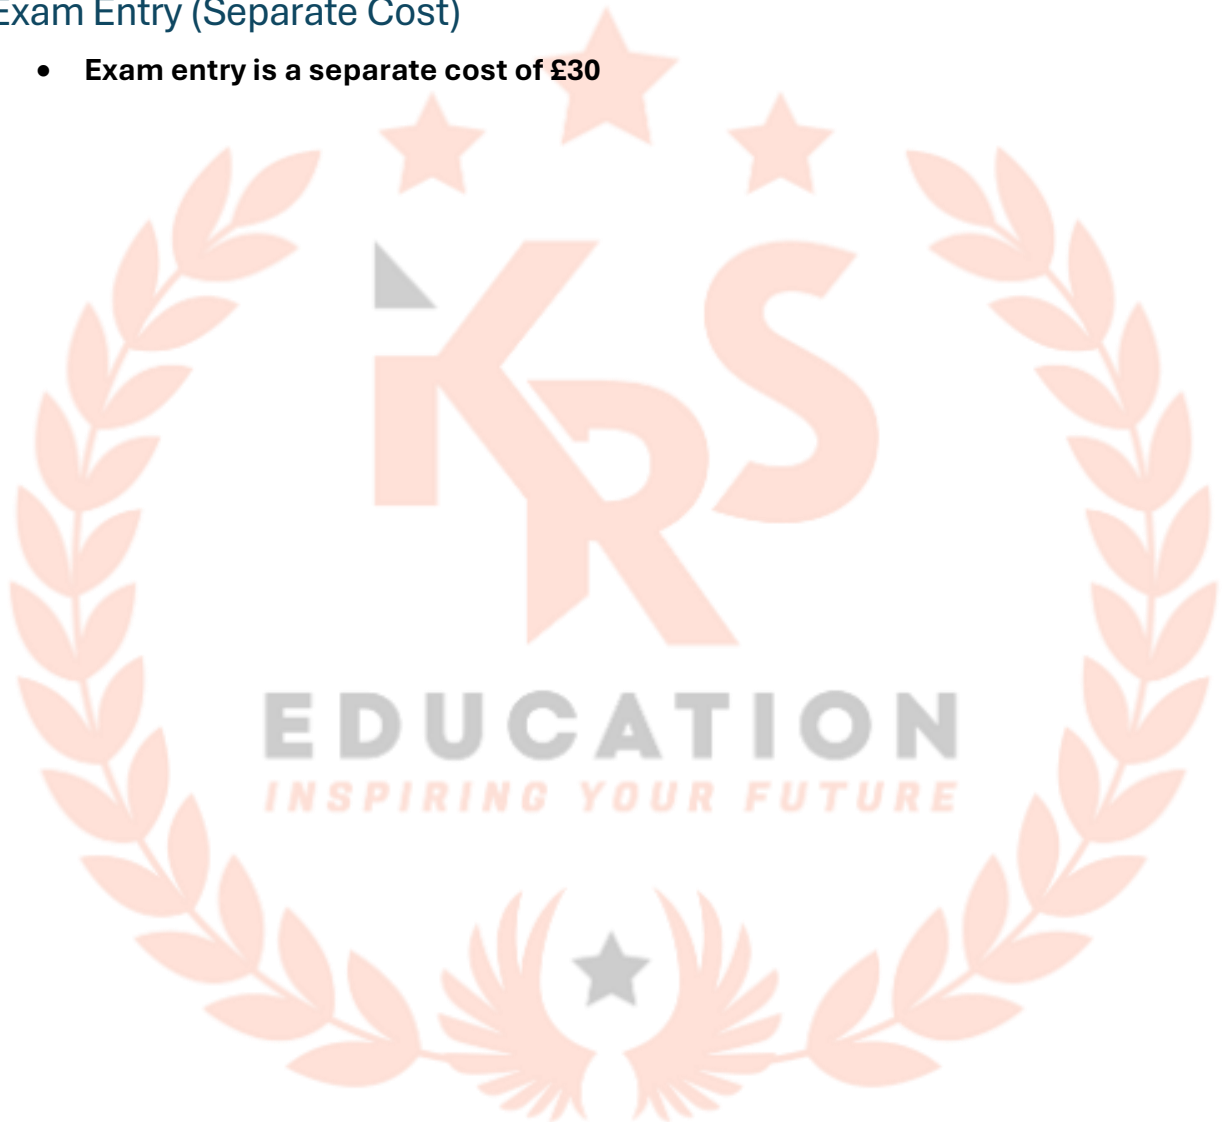 Exam Entry (Separate Cost)
• Exam entry is a separate cost of £30
KRS
EDUCATION
INSPIRING YOUR FUTURE